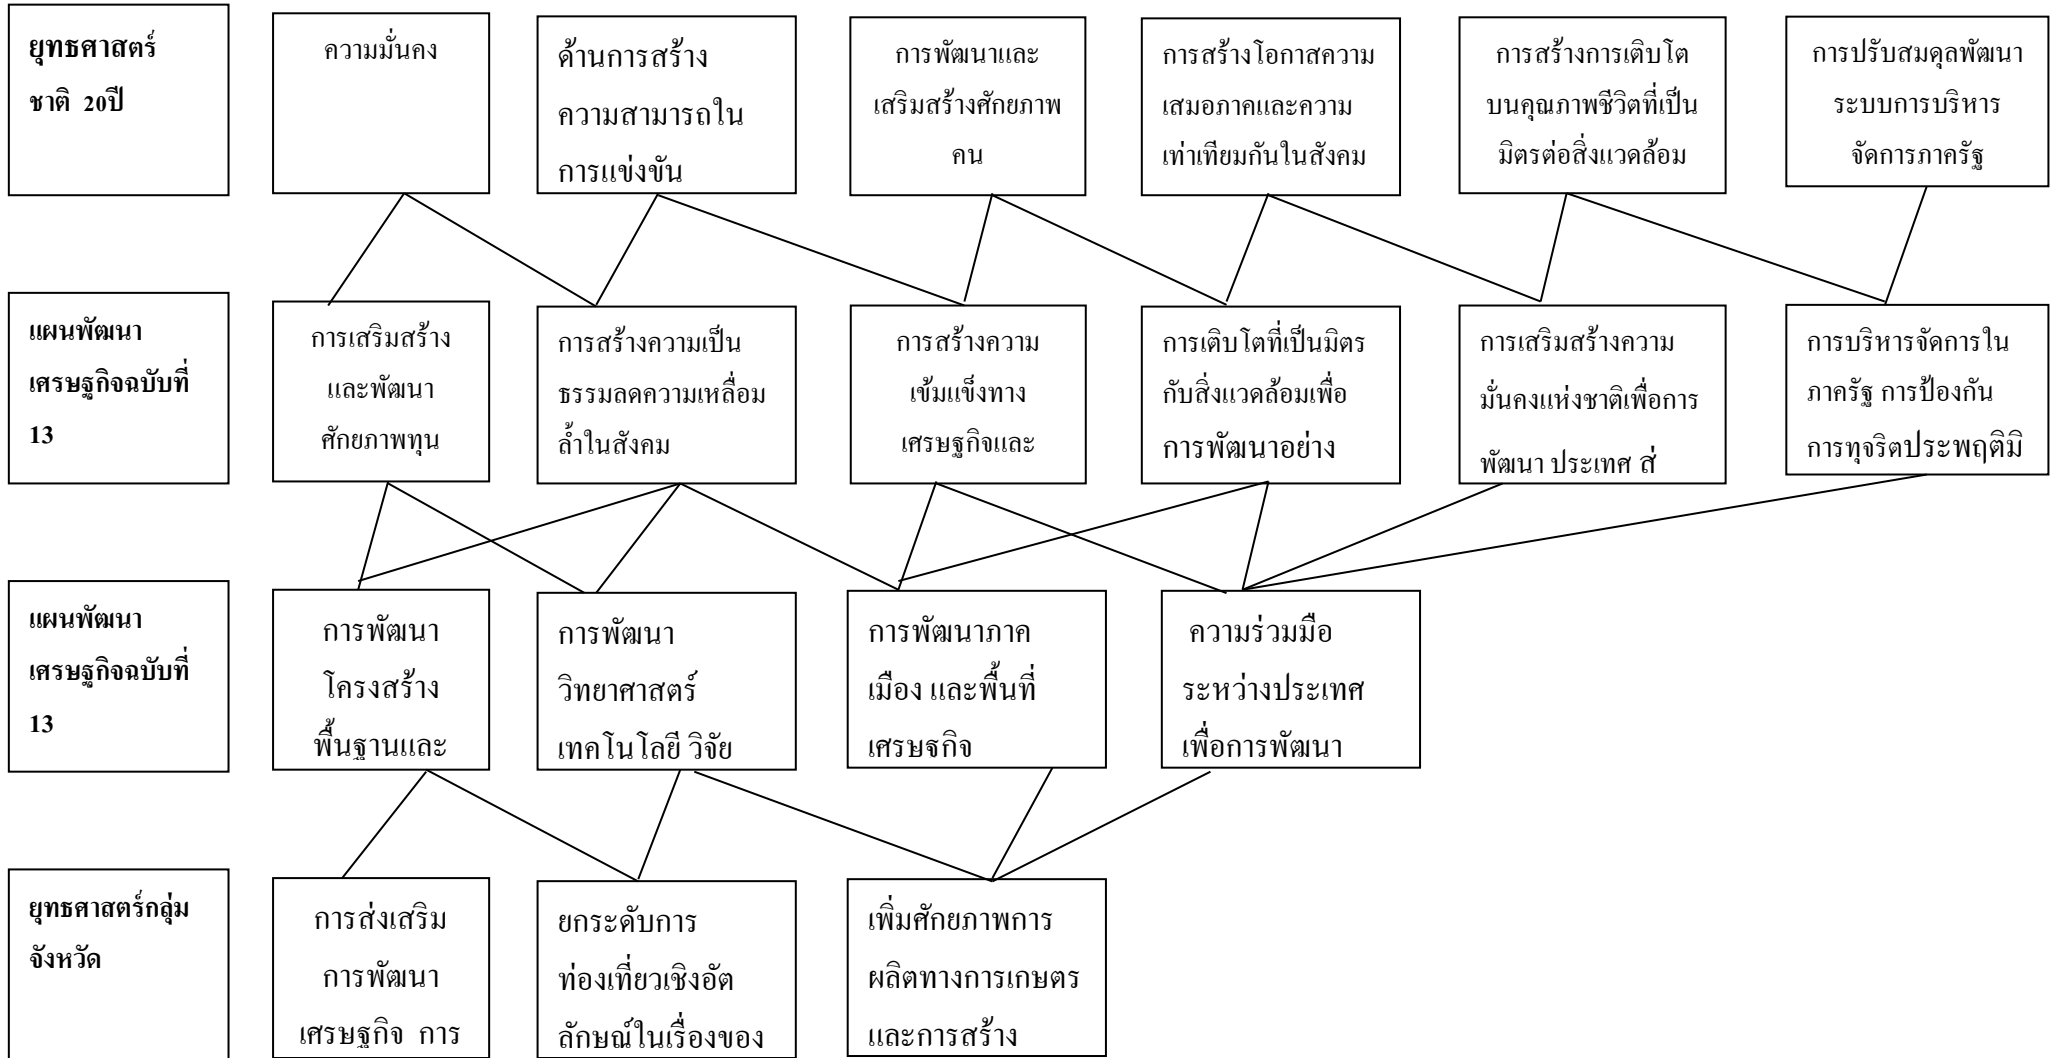 ยุทธศาสตร์
ชาติ 20ปี
ความมั่นคง
ด้านการสร้าง
ความสามารถใน
การแข่งขัน
การพัฒนาและ
เสริมสร้างศักยภาพ
คน
การสร้างโอกาสความ
เสมอภาคและความ
เท่าเทียมกันในสังคม
การสร้างการเติบโต
บนคุณภาพชีวิตที่เป็น
มิตรต่อสิ่งแวดล้อม
การปรับสมดุลพัฒนา
ระบบการบริหาร
จัดการภาครัฐ
แผนพัฒนา
เศรษฐกิจฉบับที่
13
การเสริมสร้าง
และพัฒนา
ศักยภาพทุน
การสร้างความเป็น
ธรรมลดความเหลื่อม
ล้ำในสังคม
การสร้างความ
เข้มแข็งทาง
เศรษฐกิจและ
การเติบโตที่เป็นมิตร
กับสิ่งแวดล้อมเพื่อ
การพัฒนาอย่าง
การเสริมสร้างความ
มั่นคงแห่งชาติเพื่อการ
พัฒนา ประเทศ สู่
การบริหารจัดการใน
ภาครัฐ การป้องกัน
การทุจริตประพฤติมิ
แผนพัฒนา
เศรษฐกิจฉบับที่
13
การพัฒนา
โครงสร้าง
พื้นฐานและ
การพัฒนา
วิทยาศาสตร์
เทคโนโลยี วิจัย
การพัฒนาภาค
เมือง และพื้นที่
เศรษฐกิจ
ความร่วมมือ
ระหว่างประเทศ
เพื่อการพัฒนา
ยุทธศาสตร์กลุ่ม
จังหวัด
การส่งเสริม
การพัฒนา
เศรษฐกิจ การ
ยกระดับการ
ท่องเที่ยวเชิงอัต
ลักษณ์ในเรื่องของ
เพิ่มศักยภาพการ
ผลิตทางการเกษตร
และการสร้าง